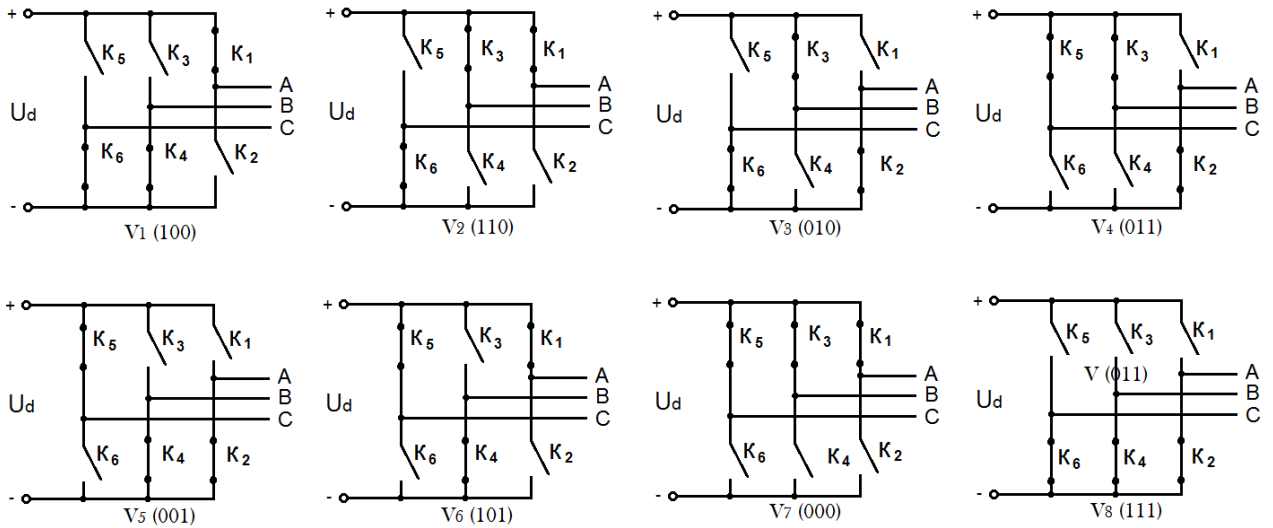 +
K5 K3 K1
A
B
Ud
C
K6 K4 K2
-
V1 (100)
+
K5 K3 K1
A
B
Ud
C
K6 K4 K2
-
V2 (110)
+
K5 K3 K1
A
B
Ud
C
K6 K4 K2
-
V3 (010)
+
K5 K3 K1
A
B
Ud
C
K6 K4 K2
-
V4 (011)
+
K5 K3 K1
A
B
Ud
C
K6 K4 K2
-
V5 (001)
+
K5 K3 K1
A
B
Ud
C
K6 K4 K2
-
V6 (101)
+
K5 K3 K1
A
B
Ud
C
K6 K4 K2
-
V7 (000)
+
K5 K3 K1
V (011)
A
B
Ud
C
K6 K4 K2
-
V8 (111)